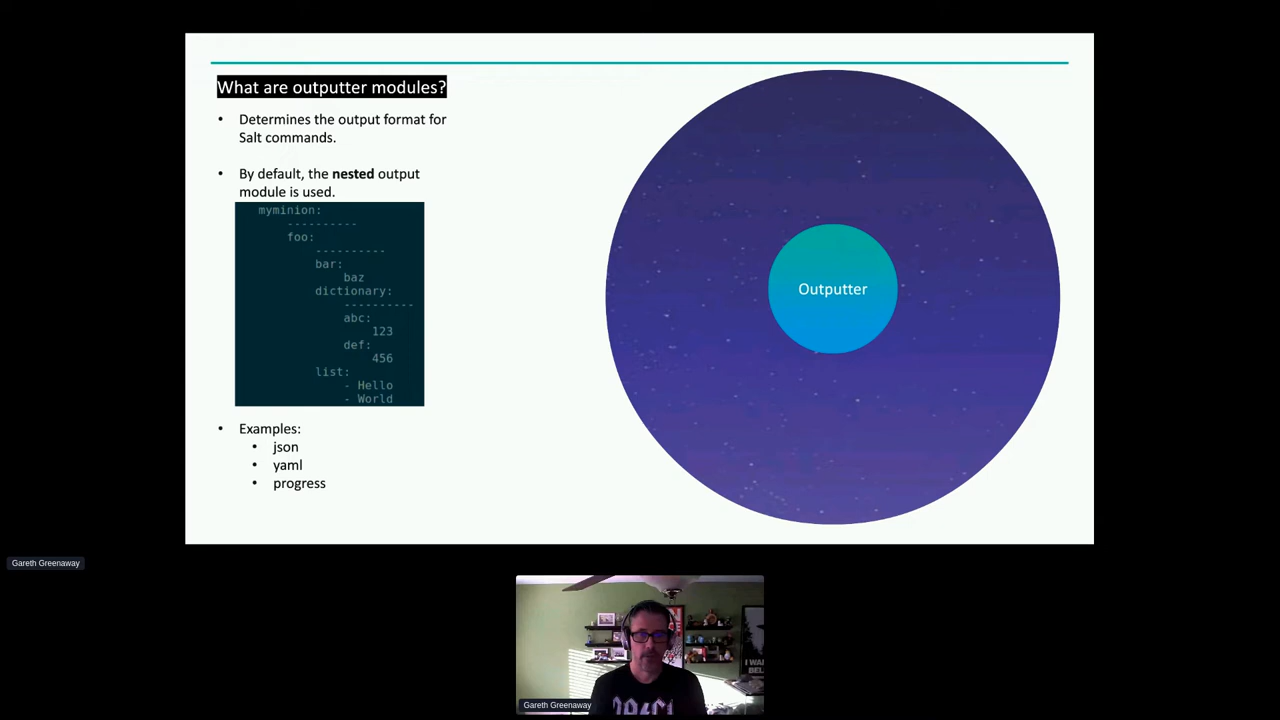 What are outputter modules?
• Determines the output format for
Salt commands.
• By default, the nested output
module is used.
myminion:
----------
foo:
----------
bar:
baz
dictionary:
----------
abc:
123
def:
456
list:
- Hello
- World
• Examples:
• json
• yaml
• progress
Outputter
Gareth Greenaway
Gareth Greenaway